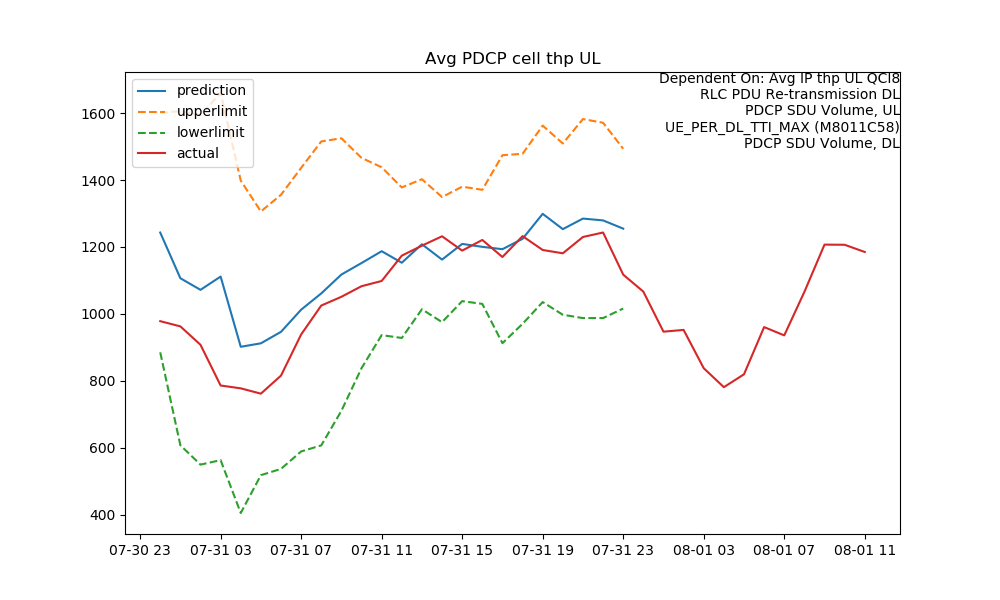 Avg PDCP cell thp UL
prediction
upperlimit
lowerlimit
actual
Dependent On: Avg IP thp UL QCI8
RLC PDU Re-transmission DL
PDCP SDU Volume, UL
UE_PER_DL_TTI_MAX (M8011C58)
PDCP SDU Volume, DL
1600
1400
1200
1000
800
600
400
07-30 23 07-31 03 07-31 07 07-31 11 07-31 15 07-31 19 07-31 23 08-01 03 08-01 07 08-01 11